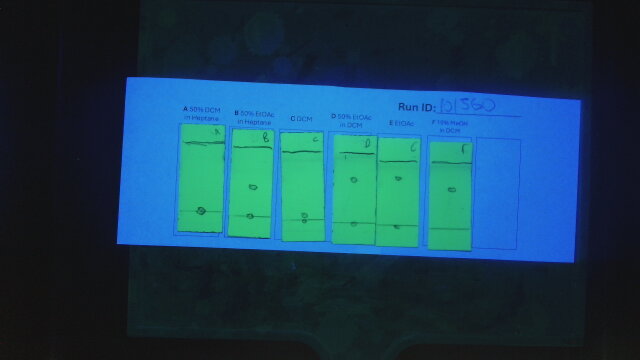 Run ID: 
A 50% DCM
in Heptane
B 50% EtOAc
in Heptane
C DCM
D 50% EtOAc
in DCM
E EtOAc
F 10% MeOH
in DCM
A
B
C
D
F